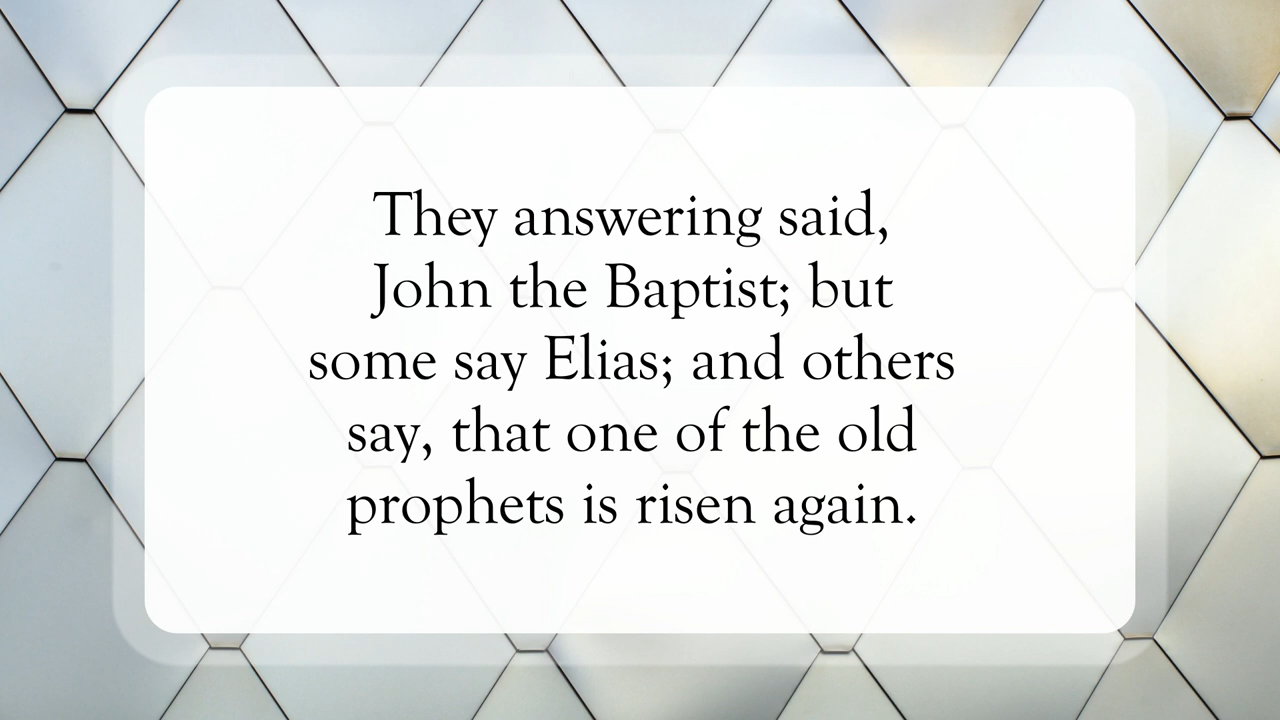 They answering said,
John the Baptist; but
some say Elias; and others
say, that one of the old
prophets is risen again.